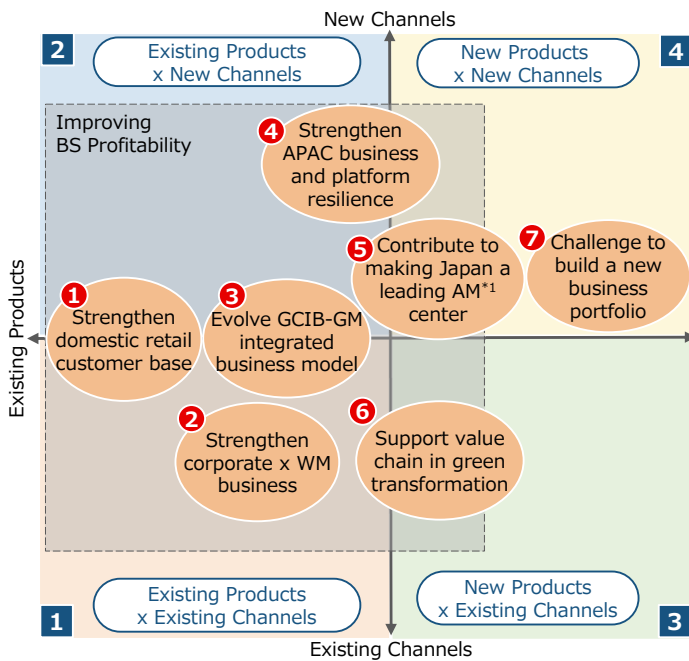 New Channels
2
Existing Products
x New Channels
New Products
x New Channels
4
Improving
BS Profitability
4
Strengthen
APAC business
and platform
resilience
5
Contribute to
making Japan a
leading AM*1
center
7
Challenge to
build a new
business
portfolio
1
Strengthen
domestic retail
customer base
3
Evolve GCIB-GM
integrated
business model
Existing Products
2
Strengthen
corporate x WM
business
6
Support value
chain in green
transformation
1
Existing Products
x Existing Channels
New Products
x Existing Channels
3
Existing Channels